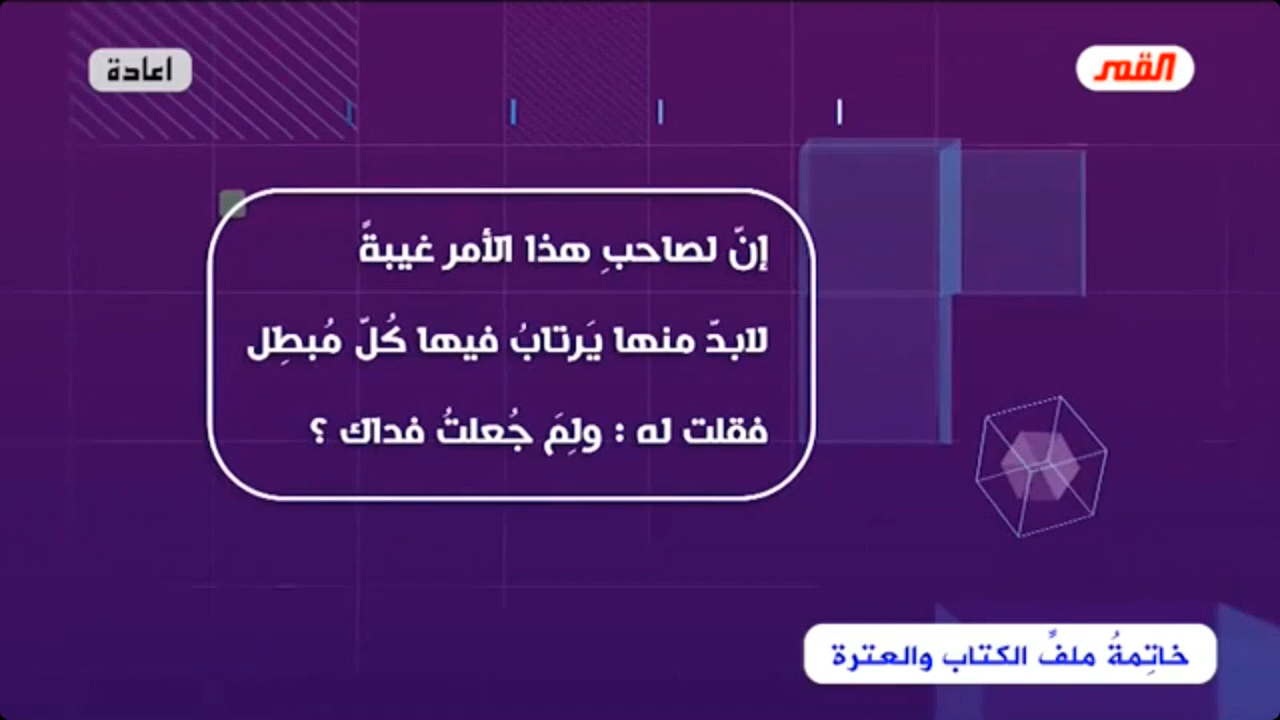 القمر
اعادة
إنّ لصاحبِ هذا الأمر غيبةً
لابدّ منها يَرتابُ فيها كُلّ مُبطِل
فقلت له : ولِمَ جُعلتُ فداك ؟
خاتِمةُ ملفِّ الكتاب والعترة